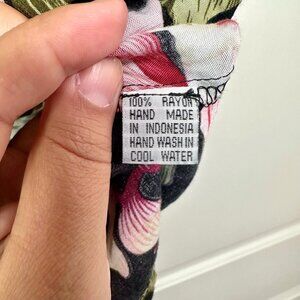 100% RAYON
HAND MADE
IN INDONESIA
HAND WASH IN
COOL WATER